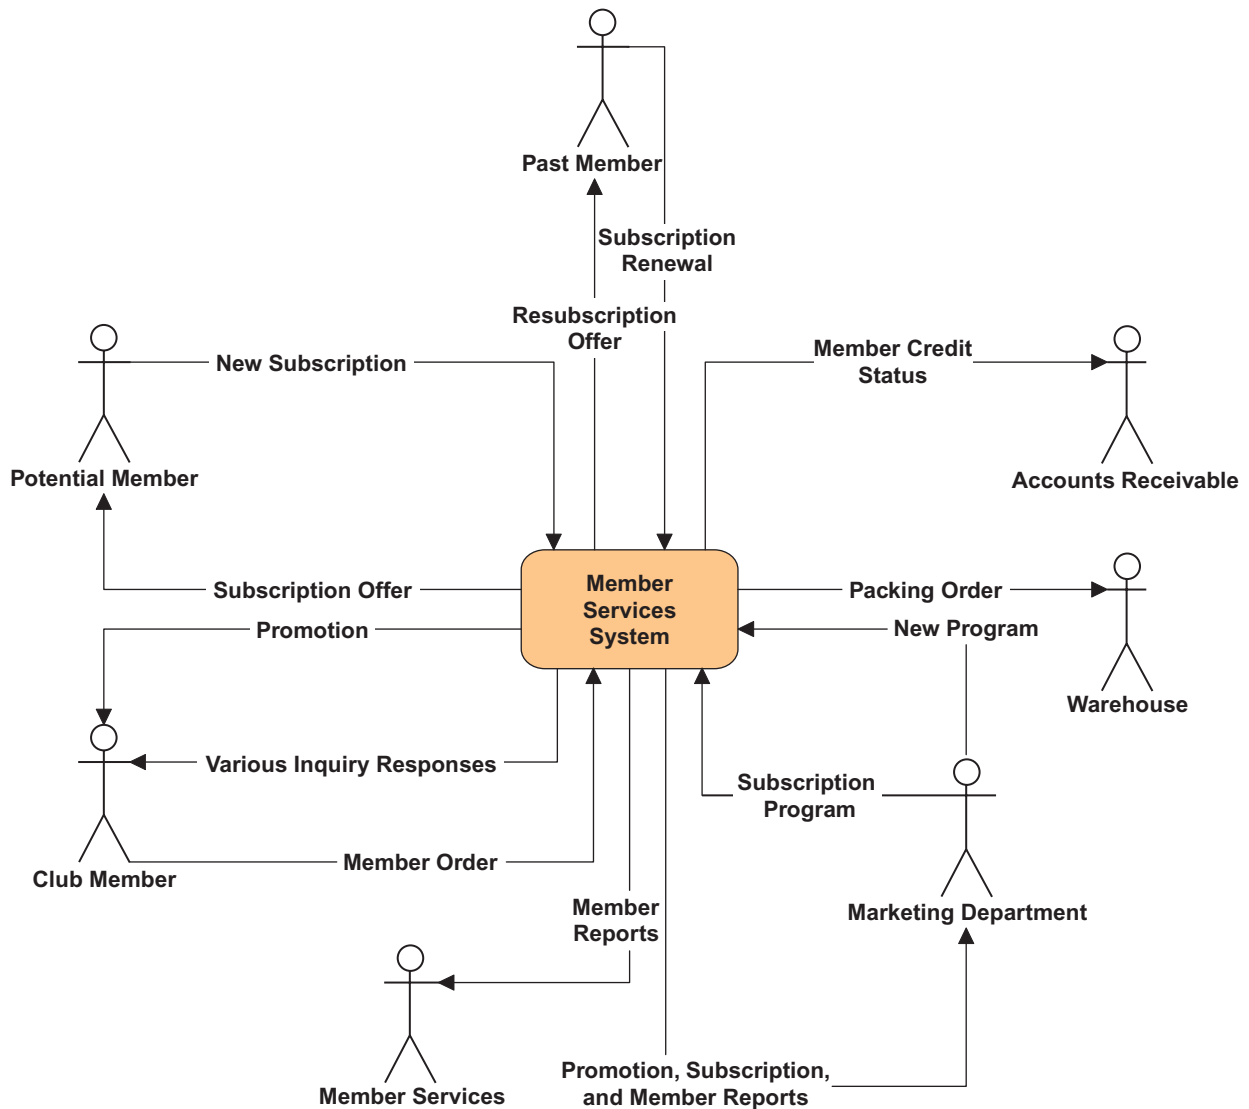 Past Member
Subscription
Renewal
Resubscription
Offer
New Subscription
Member Credit
Status
Potential Member
Accounts Receivable
Subscription Offer
Member
Services
System
Packing Order
Promotion
New Program
Warehouse
Various Inquiry Responses
Subscription
Program
Member Order
Club Member
Member
Reports
Marketing Department
Promotion, Subscription,
and Member Reports
Member Services